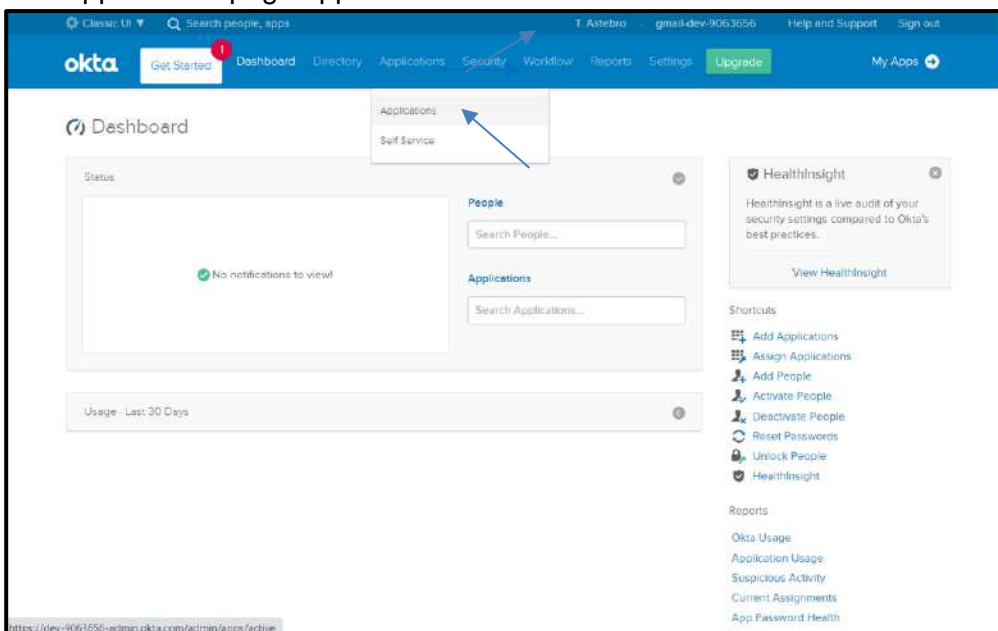 Classic UI ▼ Search people, apps T. Astebro gmail-dev-9063656 Help and Support Sign out
okta Get Started 1 Dashboard Directory Applications Security Workflow Reports Settings Upgrade My Apps
Applications
Self Service
Dashboard
Status
No notifications to view!
People
Search People...
Applications
Search Applications...
Usage - Last 30 Days
HealthInsight
HealthInsight is a live audit of your
security settings compared to Okta's
best practices.
View HealthInsight
Shortcuts
Add Applications
Assign Applications
Add People
Activate People
Deactivate People
Reset Passwords
Unlock People
HealthInsight
Reports
Okta Usage
Application Usage
Suspicious Activity
Current Assignments
App Password Health
https://dev-9063656-admin.okta.com/admin/apps/active